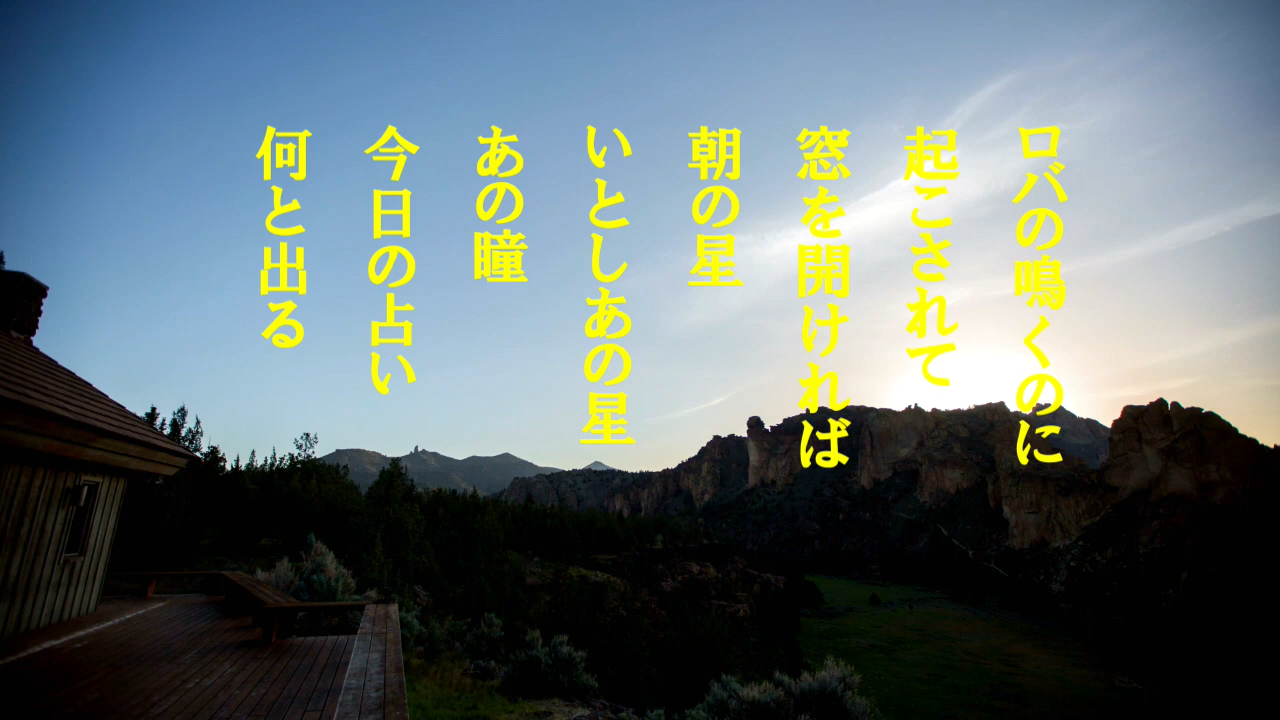 ロバの鳴くのに
起こされて
窓を開ければ
朝の星
いとしあの星
あの瞳
今日の占い
何と出る